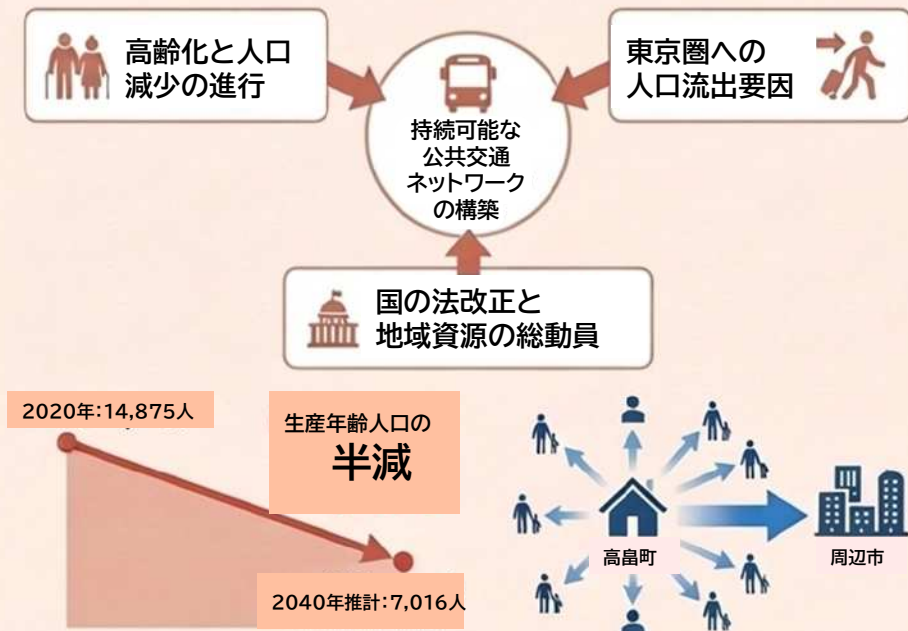 高齢化と人口
減少の進行
東京圏への
人口流出要因
持続可能な
公共交通
ネットワーク
の構築
国の法改正と
地域資源の総動員
2020年:14,875人
生産年齢人口の
半減
2040年推計:7,016人
高畠町
周辺市